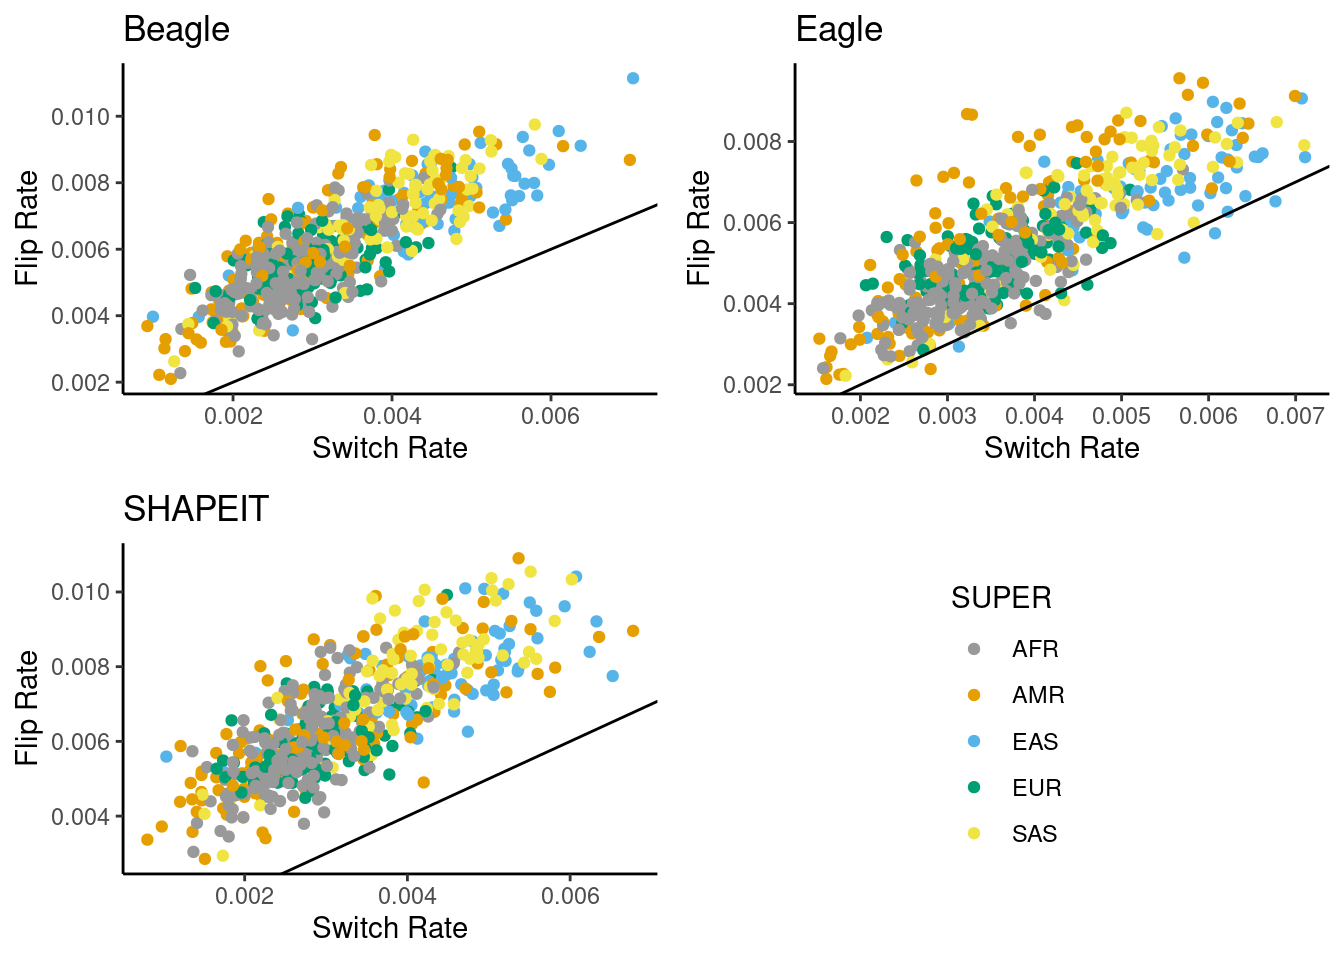 Beagle
Flip Rate
0.010
0.008
0.006
0.004
0.002
0.002 0.004 0.006
Switch Rate
Eagle
Flip Rate
0.008
0.006
0.004
0.002
0.002 0.003 0.004 0.005 0.006 0.007
Switch Rate
SHAPEIT
Flip Rate
0.010
0.008
0.006
0.004
0.002 0.004 0.006
Switch Rate
SUPER
AFR
AMR
EAS
EUR
SAS